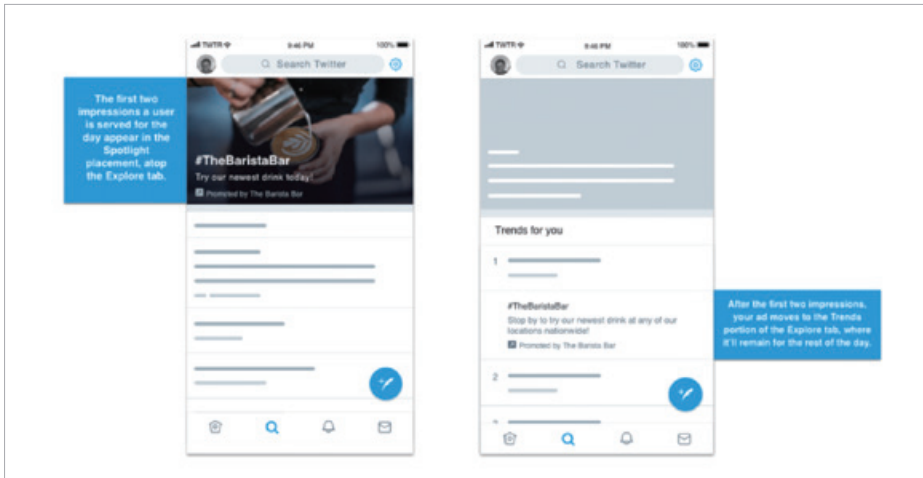 TWTR
9:46 PM
100%
Search Twitter
The first two
impressions a user
is served for the
day appear in the
Spotlight
placement, atop
the Explore tab.
#TheBaristaBar
Try our newest drink today!
Promoted by The Barista Bar
TWTR
9:46 PM
100%
Search Twitter
Trends for you
1
#TheBaristaBar
Stop by to try our newest drink at any of our
locations nationwide!
Promoted by The Barista Bar
2
After the first two impressions,
your ad moves to the Trends
portion of the Explore tab, where
it'll remain for the rest of the day.